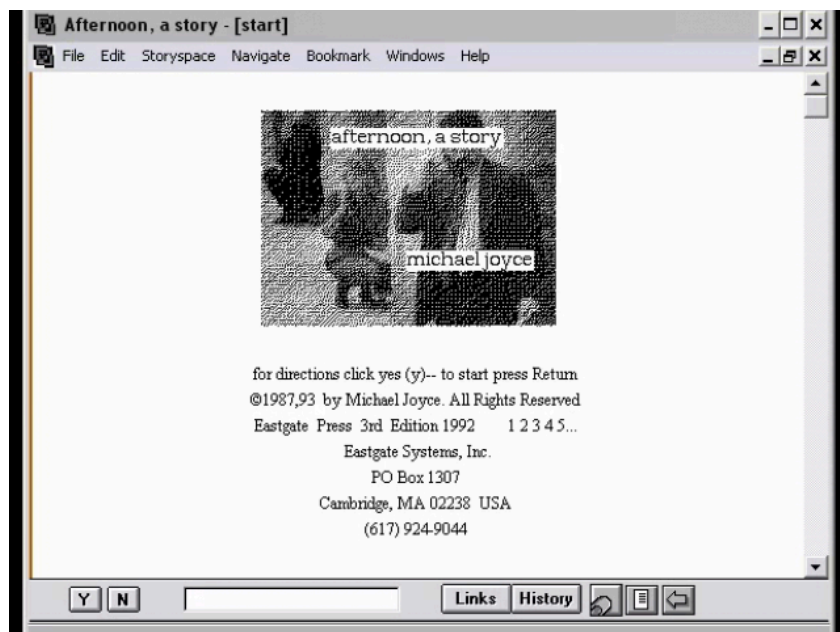 Afternoon, a story - [start]
File Edit Storyspace Navigate Bookmark Windows Help
afternoon, a story
michael joyce
for directions click yes (y)-- to start press Return
©1987,93 by Michael Joyce. All Rights Reserved
Eastgate Press 3rd Edition 1992 1 2 3 4 5...
Eastgate Systems, Inc.
PO Box 1307
Cambridge, MA 02238 USA
(617) 924-9044
Y N Links History